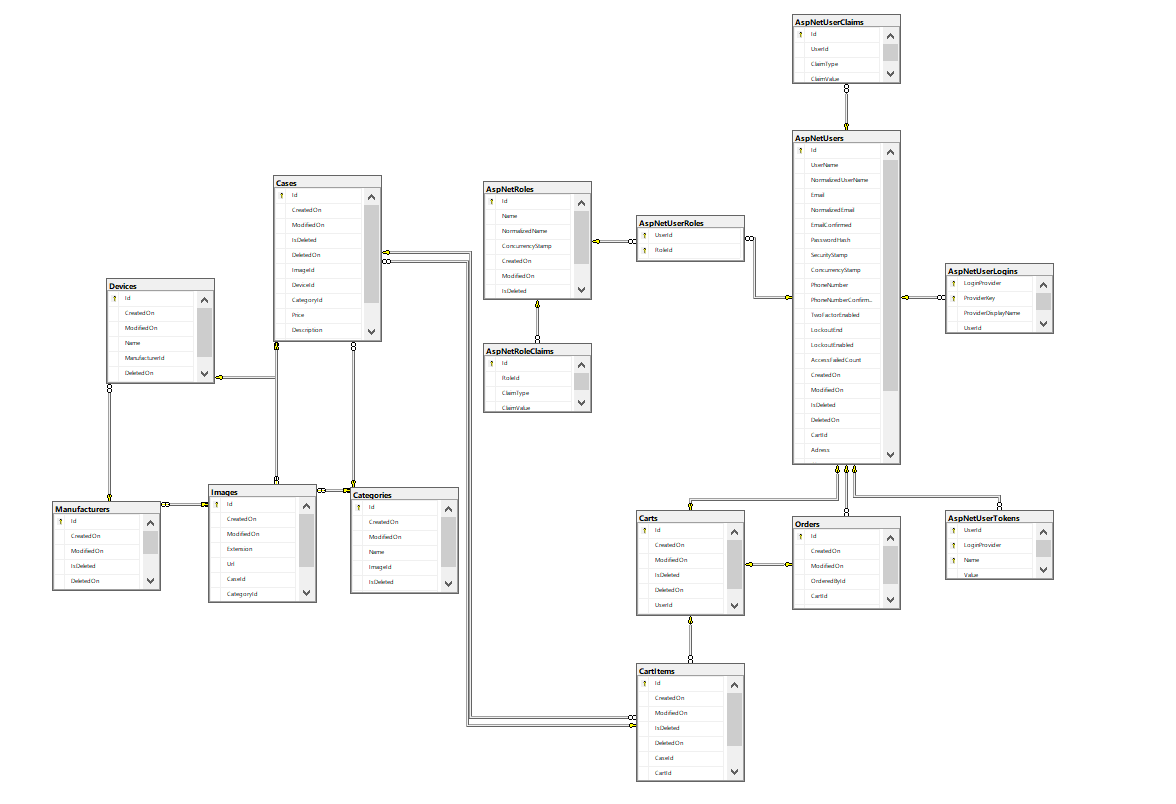 AspNetUserClaims
Id
UserId
ClaimType
ClaimValue
AspNetUsers
Id
UserName
NormalizedUserName
Email
NormalizedEmail
EmailConfirmed
PasswordHash
SecurityStamp
ConcurrencyStamp
PhoneNumber
PhoneNumberConfirm..
TwoFactorEnabled
LockoutEnd
LockoutEnabled
AccessFailedCount
CreatedOn
ModifiedOn
IsDeleted
DeletedOn
CartId
Adress
Cases
Id
CreatedOn
ModifiedOn
IsDeleted
DeletedOn
ImageId
DeviceId
CategoryId
Price
Description
AspNetRoles
Id
Name
NormalizedName
ConcurrencyStamp
CreatedOn
ModifiedOn
IsDeleted
AspNetUserRoles
UserId
RoleId
AspNetUserLogins
LoginProvider
ProviderKey
ProviderDisplayName
UserId
Devices
Id
CreatedOn
ModifiedOn
Name
ManufacturerId
DeletedOn
AspNetRoleClaims
Id
RoleId
ClaimType
ClaimValue
Manufacturers
Id
CreatedOn
ModifiedOn
IsDeleted
DeletedOn
Images
Id
CreatedOn
ModifiedOn
Extension
Url
CaseId
CategoryId
Categories
Id
CreatedOn
ModifiedOn
Name
ImageId
IsDeleted
Carts
Id
CreatedOn
ModifiedOn
IsDeleted
DeletedOn
UserId
Orders
Id
CreatedOn
ModifiedOn
OrderedById
CartId
AspNetUserTokens
UserId
LoginProvider
Name
Value
CartItems
Id
CreatedOn
ModifiedOn
IsDeleted
DeletedOn
CaseId
CartId